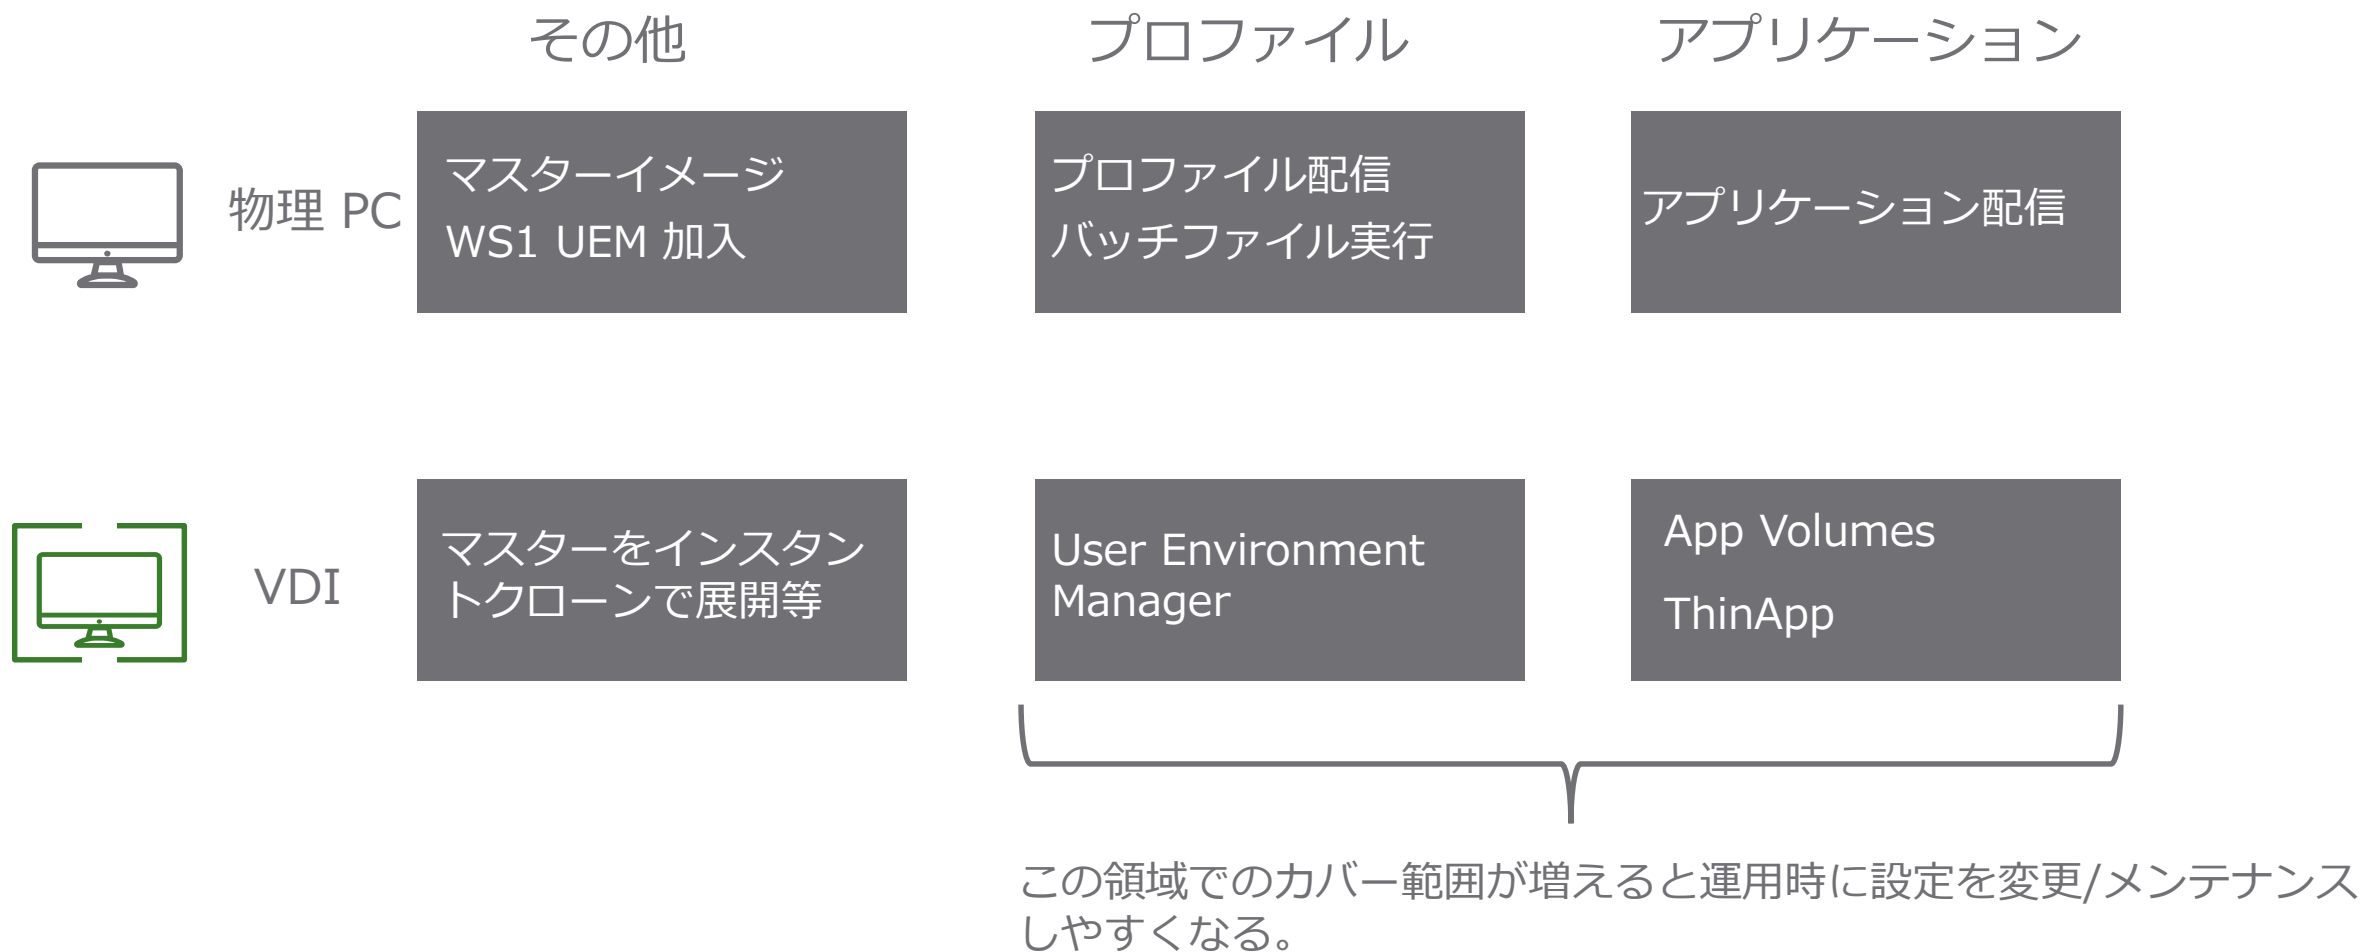 その他
プロファイル
アプリケーション
物理 PC
マスターイメージ
WS1 UEM 加入
プロファイル配信
バッチファイル実行
アプリケーション配信
VDI
マスターをインスタン
トクローンで展開等
User Environment
Manager
App Volumes
ThinApp
この領域でのカバー範囲が増えると運用時に設定を変更/メンテナンス
しやすくなる。